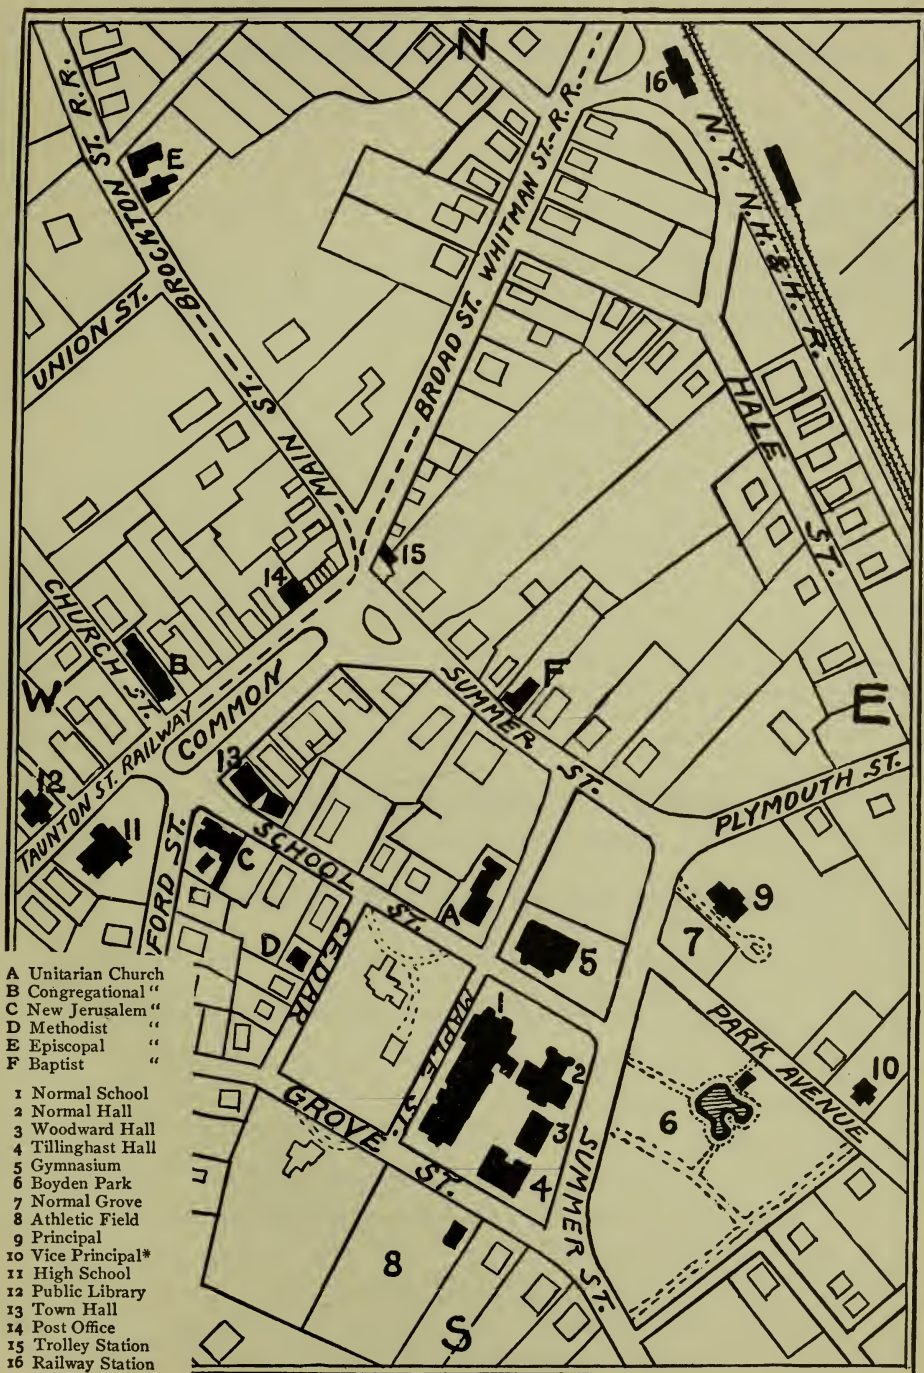 N
16
N. Y. N. H. & H. R. R.
BROCKTON ST. R.R.
E
BROCKTON ST.
MAIN
UNION ST.
BROAD ST. WHITMAN ST. R.R.
HALE ST.
15
14
CHURCH ST.
B
W
TAUNTON ST. RAILWAY
COMMON
SUMMER ST.
F
E
PLYMOUTH ST.
12
11
13
FORD ST.
SCHOOL ST.
C
CEDAR
D
A
5
9
7
PARK AVENUE
10
6
1
2
3
4
MAPLE ST.
GROVE ST.
SUMMER ST.
8
S
A Unitarian Church
B Congregational "
C New Jerusalem "
D Methodist "
E Episcopal "
F Baptist "
1 Normal School
2 Normal Hall
3 Woodward Hall
4 Tillinghast Hall
5 Gymnasium
6 Boyden Park
7 Normal Grove
8 Athletic Field
9 Principal
10 Vice Principal*
11 High School
12 Public Library
13 Town Hall
14 Post Office
15 Trolley Station
16 Railway Station